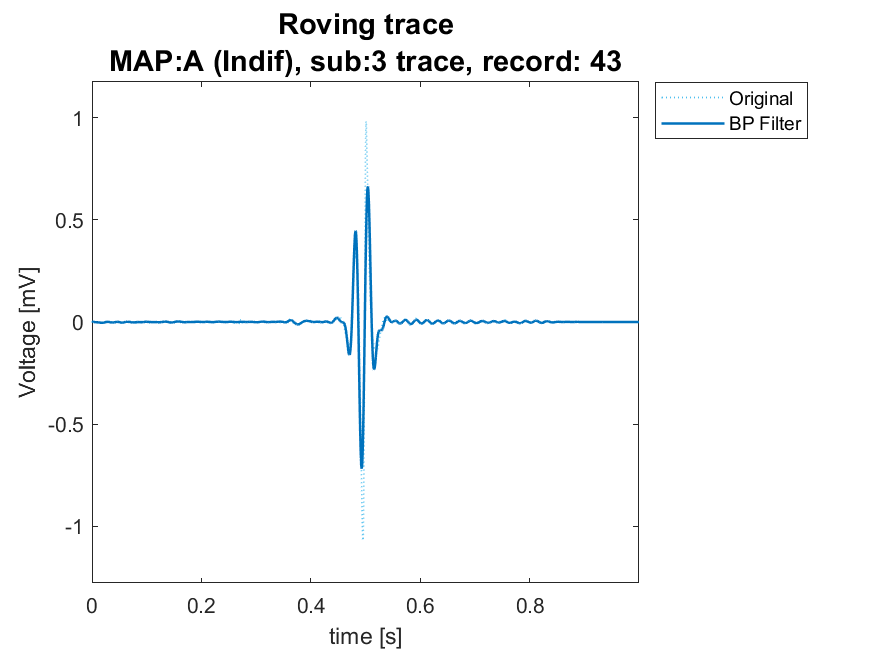 Roving trace
MAP:A (Indif), sub:3 trace, record: 43
Original
BP Filter
1
0.5
0
-0.5
-1
Voltage [mV]
0
0.2
0.4
0.6
0.8
time [s]